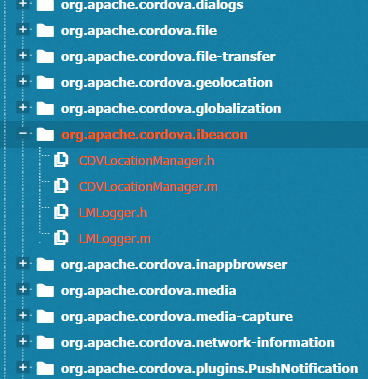 org.apache.cordova.dialogs
org.apache.cordova.file
org.apache.cordova.file-transfer
org.apache.cordova.geolocation
org.apache.cordova.globalization
org.apache.cordova.ibeacon
CDVLocationManager.h
CDVLocationManager.m
LMLogger.h
LMLogger.m
org.apache.cordova.inappbrowser
org.apache.cordova.media
org.apache.cordova.media-capture
org.apache.cordova.network-information
org.apache.cordova.plugins.PushNotification